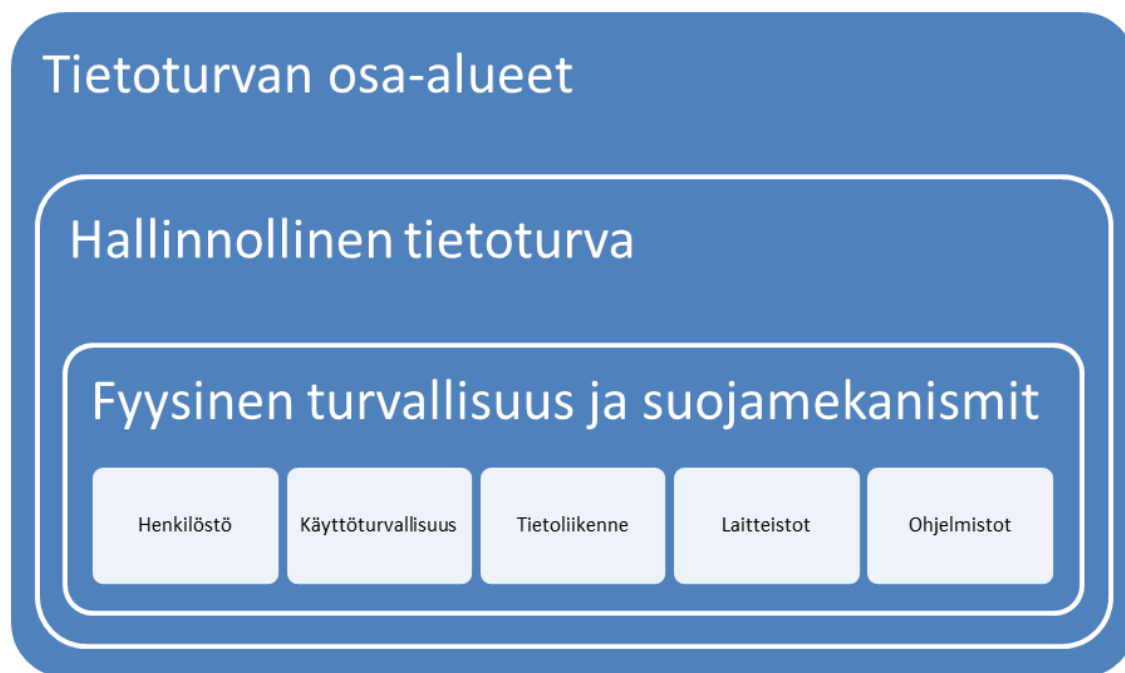 Tietoturvan osa-alueet
Hallinnollinen tietoturva
Fyysinen turvallisuus ja suojamekanismit
Henkilöstö
Käyttöturvallisuus
Tietoliikenne
Laitteistot
Ohjelmistot